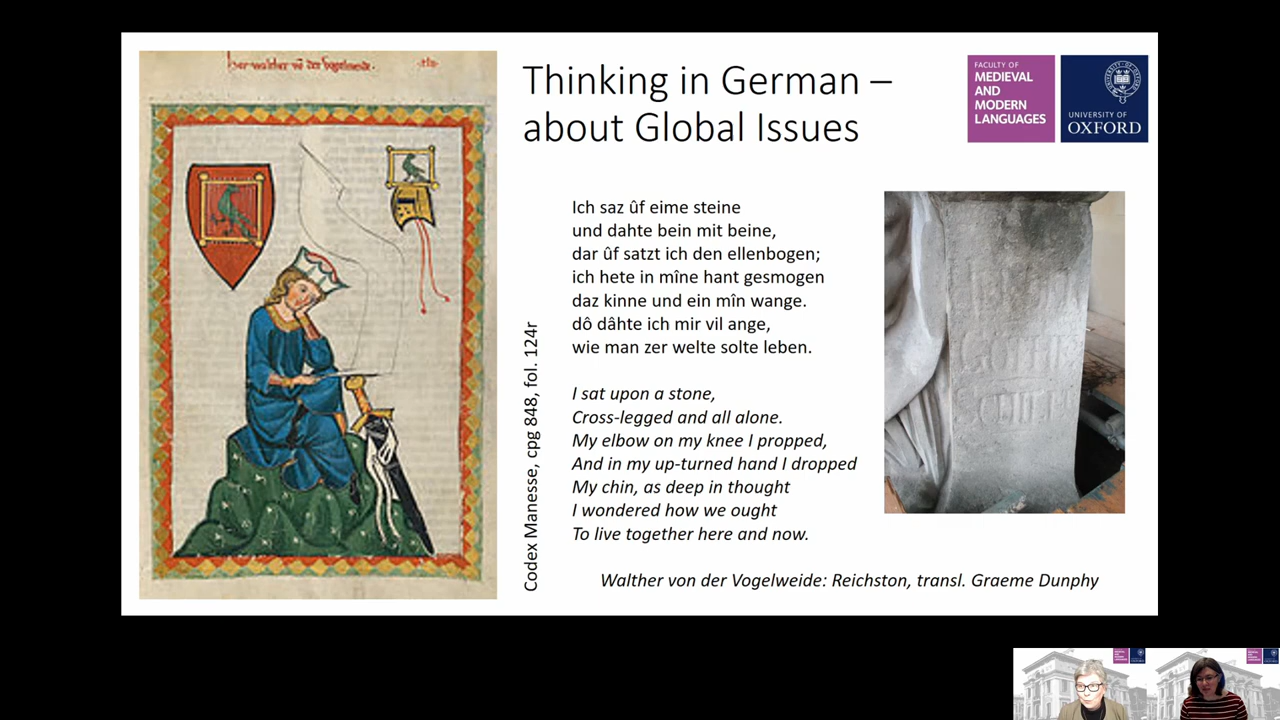 her walther vō der vogelweide.
Thinking in German –
about Global Issues
FACULTY OF
MEDIEVAL
AND
MODERN
LANGUAGES
UNIVERSITY OF
OXFORD
Ich saz ûf eime steine
und dahte bein mit beine,
dar ûf satzt ich den ellenbogen;
ich hete in mîne hant gesmogen
daz kinne und ein mîn wange.
dô dâhte ich mir vil ange,
wie man zer welte solte leben.
I sat upon a stone,
Cross-legged and all alone.
My elbow on my knee I propped,
And in my up-turned hand I dropped
My chin, as deep in thought
I wondered how we ought
To live together here and now.
Codex Manesse, cpg 848, fol. 124r
Walther von der Vogelweide: Reichston, transl. Graeme Dunphy